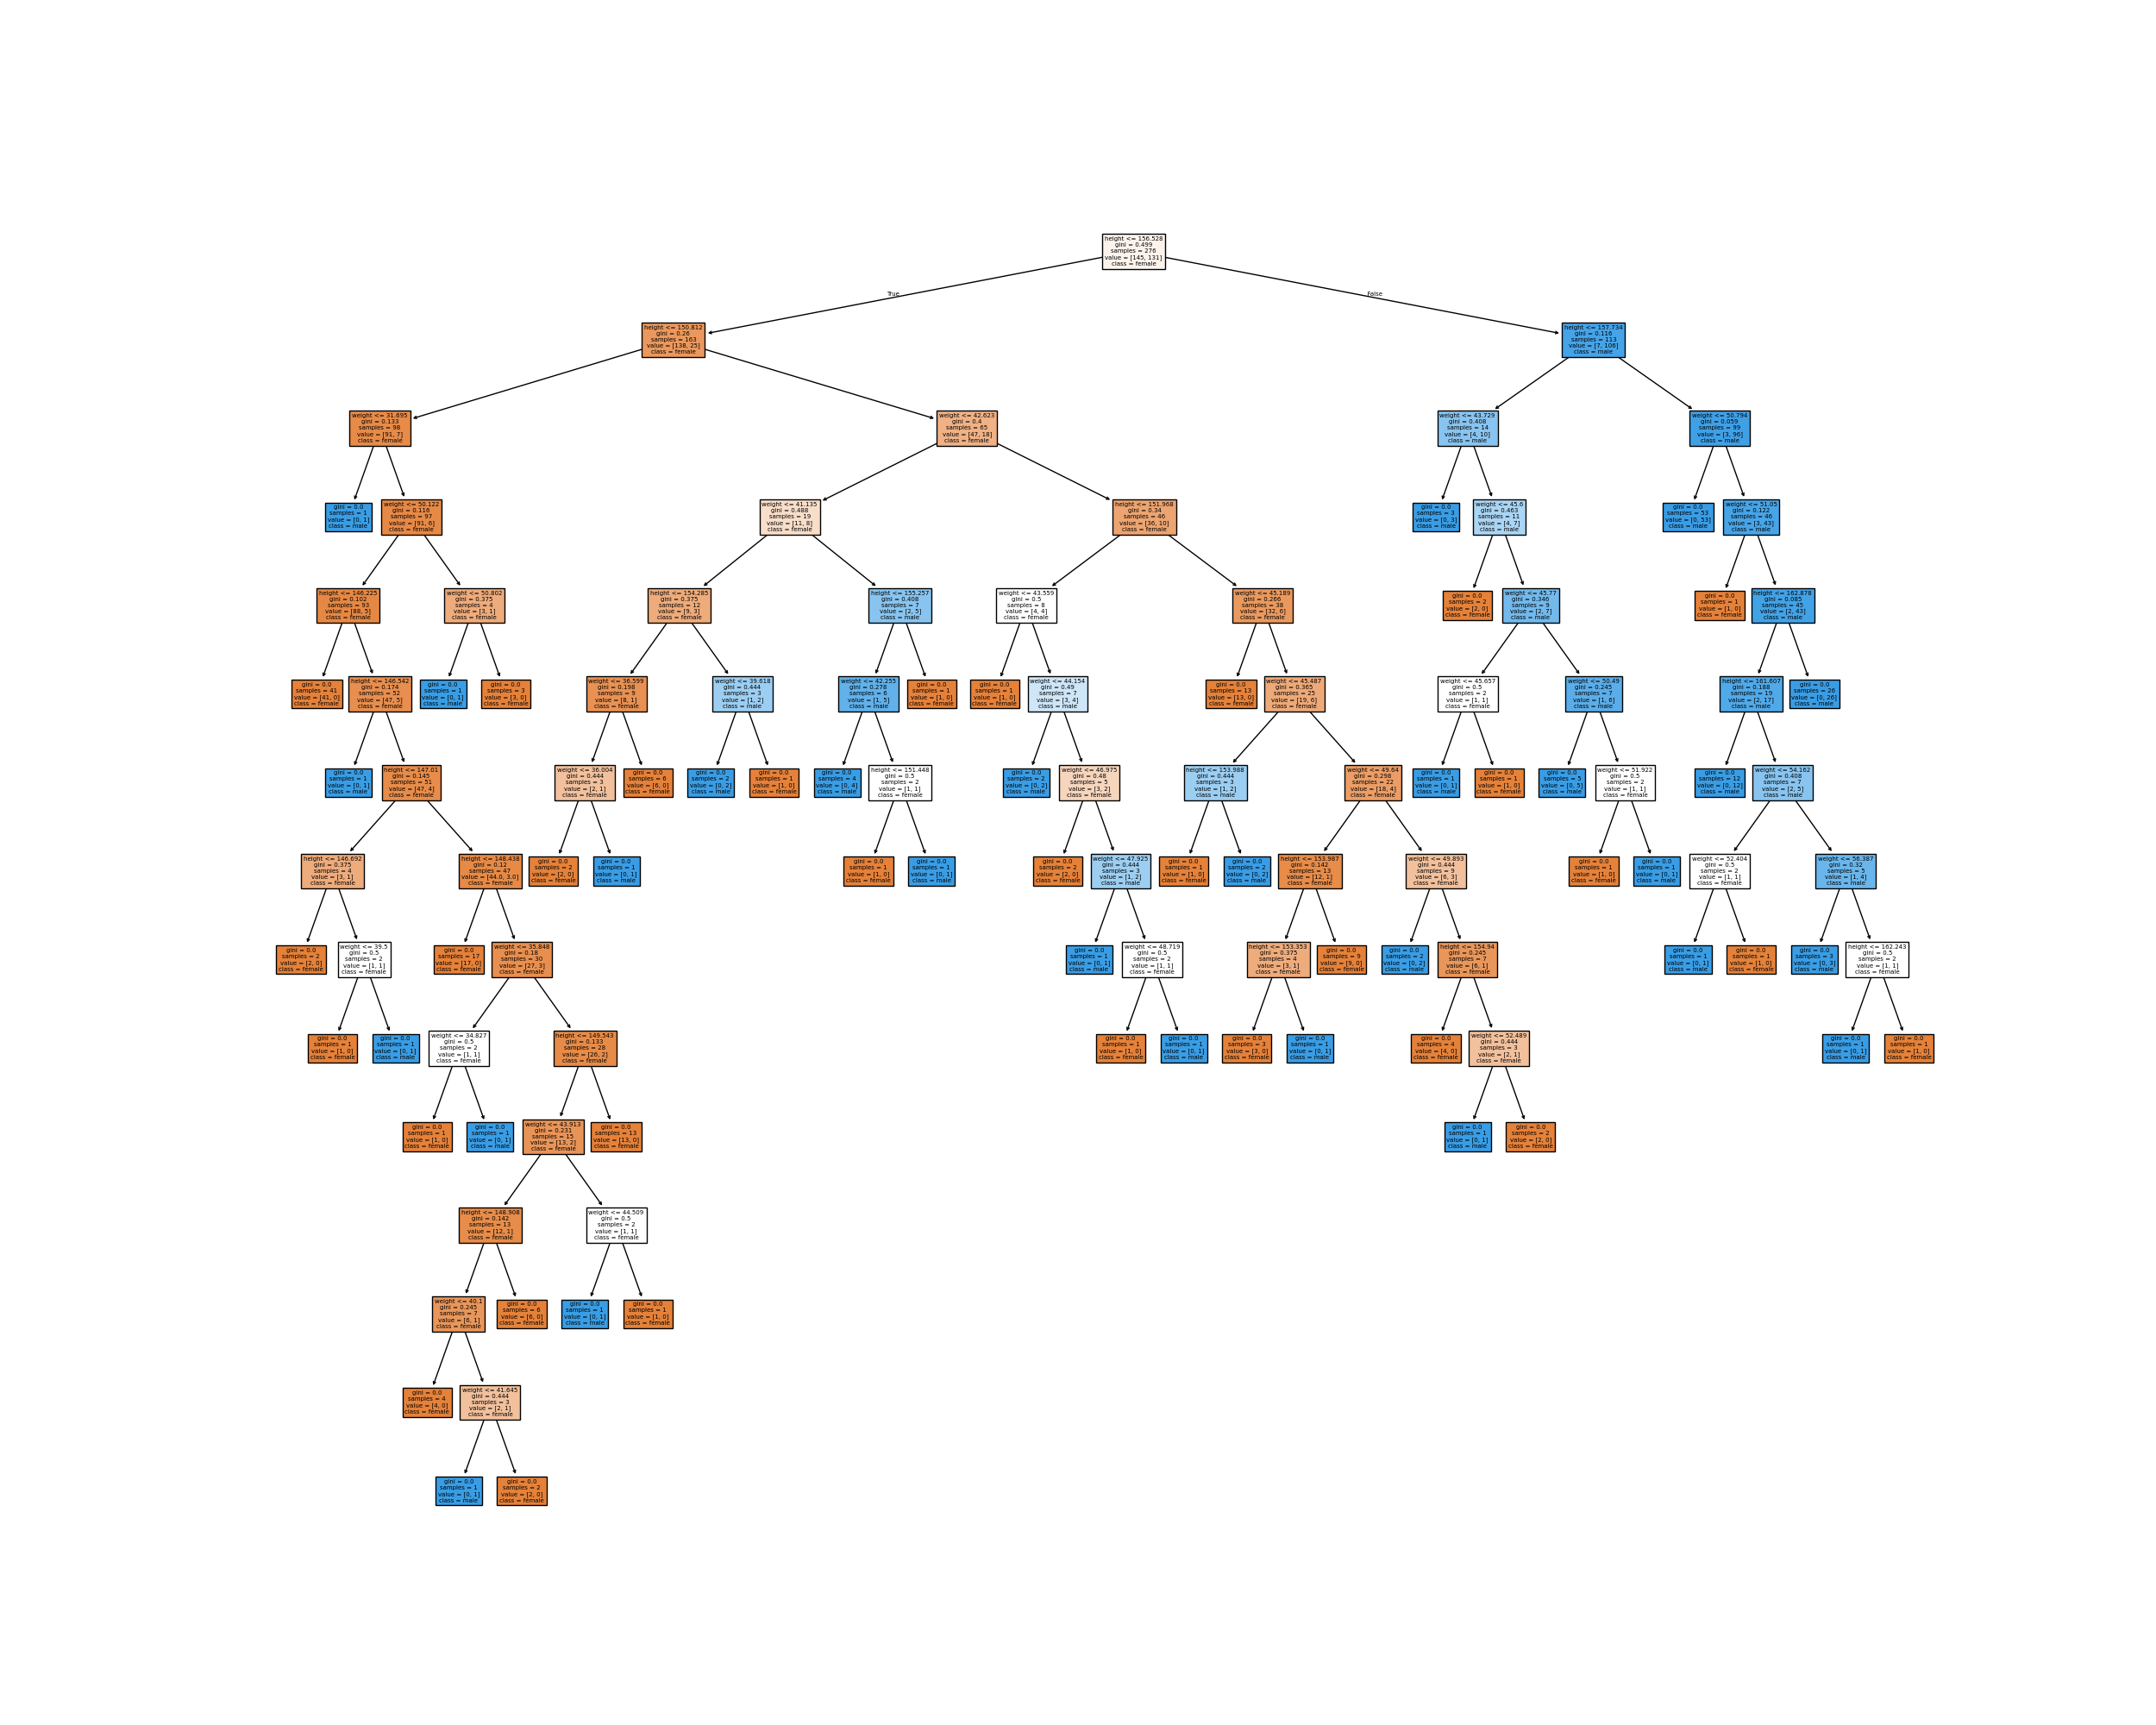 height <= 156.528
gini = 0.499
samples = 276
value = [145, 131]
class = female
True
False
height <= 150.812
gini = 0.26
samples = 163
value = [138, 25]
class = female
height <= 157.734
gini = 0.116
samples = 113
value = [7, 106]
class = male
weight <= 31.695
gini = 0.133
samples = 98
value = [91, 7]
class = female
weight <= 42.623
gini = 0.4
samples = 65
value = [47, 18]
class = female
weight <= 43.729
gini = 0.408
samples = 14
value = [4, 10]
class = male
weight <= 50.794
gini = 0.059
samples = 99
value = [3, 96]
class = male
gini = 0.0
samples = 1
value = [0, 1]
class = male
weight <= 50.122
gini = 0.116
samples = 97
value = [91, 6]
class = female
weight <= 41.135
gini = 0.488
samples = 19
value = [11, 8]
class = female
height <= 151.968
gini = 0.34
samples = 46
value = [36, 10]
class = female
gini = 0.0
samples = 3
value = [0, 3]
class = male
weight <= 45.6
gini = 0.463
samples = 11
value = [4, 7]
class = male
gini = 0.0
samples = 53
value = [0, 53]
class = male
weight <= 51.05
gini = 0.122
samples = 46
value = [3, 43]
class = male
height <= 146.225
gini = 0.102
samples = 93
value = [88, 5]
class = female
weight <= 50.802
gini = 0.375
samples = 4
value = [3, 1]
class = female
height <= 154.285
gini = 0.375
samples = 12
value = [9, 3]
class = female
height <= 155.257
gini = 0.408
samples = 7
value = [2, 5]
class = male
weight <= 43.559
gini = 0.5
samples = 8
value = [4, 4]
class = female
weight <= 45.189
gini = 0.266
samples = 38
value = [32, 6]
class = female
gini = 0.0
samples = 2
value = [2, 0]
class = female
weight <= 45.77
gini = 0.346
samples = 9
value = [2, 7]
class = male
gini = 0.0
samples = 1
value = [1, 0]
class = female
height <= 162.878
gini = 0.085
samples = 45
value = [2, 43]
class = male
gini = 0.0
samples = 41
value = [41, 0]
class = female
height <= 146.542
gini = 0.174
samples = 52
value = [47, 5]
class = female
gini = 0.0
samples = 1
value = [0, 1]
class = male
gini = 0.0
samples = 3
value = [3, 0]
class = female
weight <= 36.599
gini = 0.198
samples = 9
value = [8, 1]
class = female
weight <= 39.618
gini = 0.444
samples = 3
value = [1, 2]
class = male
weight <= 42.255
gini = 0.278
samples = 6
value = [1, 5]
class = male
gini = 0.0
samples = 1
value = [1, 0]
class = female
gini = 0.0
samples = 1
value = [1, 0]
class = female
weight <= 44.154
gini = 0.49
samples = 7
value = [3, 4]
class = male
gini = 0.0
samples = 13
value = [13, 0]
class = female
weight <= 45.487
gini = 0.365
samples = 25
value = [19, 6]
class = female
weight <= 45.657
gini = 0.5
samples = 2
value = [1, 1]
class = female
weight <= 50.49
gini = 0.245
samples = 7
value = [1, 6]
class = male
height <= 161.607
gini = 0.188
samples = 19
value = [2, 17]
class = male
gini = 0.0
samples = 26
value = [0, 26]
class = male
gini = 0.0
samples = 1
value = [0, 1]
class = male
height <= 147.01
gini = 0.145
samples = 51
value = [47, 4]
class = female
weight <= 36.004
gini = 0.444
samples = 3
value = [2, 1]
class = female
gini = 0.0
samples = 6
value = [6, 0]
class = female
gini = 0.0
samples = 2
value = [0, 2]
class = male
gini = 0.0
samples = 1
value = [1, 0]
class = female
gini = 0.0
samples = 4
value = [0, 4]
class = male
height <= 151.448
gini = 0.5
samples = 2
value = [1, 1]
class = female
gini = 0.0
samples = 2
value = [0, 2]
class = male
weight <= 46.975
gini = 0.48
samples = 5
value = [3, 2]
class = female
height <= 153.988
gini = 0.444
samples = 3
value = [1, 2]
class = male
weight <= 49.64
gini = 0.298
samples = 22
value = [18, 4]
class = female
gini = 0.0
samples = 1
value = [0, 1]
class = male
gini = 0.0
samples = 1
value = [1, 0]
class = female
gini = 0.0
samples = 5
value = [0, 5]
class = male
weight <= 51.922
gini = 0.5
samples = 2
value = [1, 1]
class = female
gini = 0.0
samples = 12
value = [0, 12]
class = male
weight <= 54.162
gini = 0.408
samples = 7
value = [2, 5]
class = male
height <= 146.692
gini = 0.375
samples = 4
value = [3, 1]
class = female
height <= 148.438
gini = 0.12
samples = 47
value = [44.0, 3.0]
class = female
gini = 0.0
samples = 2
value = [2, 0]
class = female
gini = 0.0
samples = 1
value = [0, 1]
class = male
gini = 0.0
samples = 1
value = [1, 0]
class = female
gini = 0.0
samples = 1
value = [0, 1]
class = male
gini = 0.0
samples = 2
value = [2, 0]
class = female
weight <= 47.925
gini = 0.444
samples = 3
value = [1, 2]
class = male
gini = 0.0
samples = 1
value = [1, 0]
class = female
gini = 0.0
samples = 2
value = [0, 2]
class = male
height <= 153.987
gini = 0.142
samples = 13
value = [12, 1]
class = female
weight <= 49.893
gini = 0.444
samples = 9
value = [6, 3]
class = female
gini = 0.0
samples = 1
value = [1, 0]
class = female
gini = 0.0
samples = 1
value = [0, 1]
class = male
weight <= 52.404
gini = 0.5
samples = 2
value = [1, 1]
class = female
weight <= 56.387
gini = 0.32
samples = 5
value = [1, 4]
class = male
gini = 0.0
samples = 2
value = [2, 0]
class = female
weight <= 39.5
gini = 0.5
samples = 2
value = [1, 1]
class = female
gini = 0.0
samples = 17
value = [17, 0]
class = female
weight <= 35.848
gini = 0.18
samples = 30
value = [27, 3]
class = female
gini = 0.0
samples = 1
value = [0, 1]
class = male
weight <= 48.719
gini = 0.5
samples = 2
value = [1, 1]
class = female
height <= 153.353
gini = 0.375
samples = 4
value = [3, 1]
class = female
gini = 0.0
samples = 9
value = [9, 0]
class = female
gini = 0.0
samples = 2
value = [0, 2]
class = male
height <= 154.94
gini = 0.245
samples = 7
value = [6, 1]
class = female
gini = 0.0
samples = 1
value = [0, 1]
class = male
gini = 0.0
samples = 1
value = [1, 0]
class = female
gini = 0.0
samples = 3
value = [0, 3]
class = male
height <= 162.243
gini = 0.5
samples = 2
value = [1, 1]
class = female
gini = 0.0
samples = 1
value = [1, 0]
class = female
gini = 0.0
samples = 1
value = [0, 1]
class = male
weight <= 34.827
gini = 0.5
samples = 2
value = [1, 1]
class = female
height <= 149.543
gini = 0.133
samples = 28
value = [26, 2]
class = female
gini = 0.0
samples = 1
value = [1, 0]
class = female
gini = 0.0
samples = 1
value = [0, 1]
class = male
gini = 0.0
samples = 3
value = [3, 0]
class = female
gini = 0.0
samples = 1
value = [0, 1]
class = male
gini = 0.0
samples = 4
value = [4, 0]
class = female
weight <= 52.489
gini = 0.444
samples = 3
value = [2, 1]
class = female
gini = 0.0
samples = 1
value = [0, 1]
class = male
gini = 0.0
samples = 1
value = [1, 0]
class = female
gini = 0.0
samples = 1
value = [1, 0]
class = female
gini = 0.0
samples = 1
value = [0, 1]
class = male
weight <= 43.913
gini = 0.231
samples = 15
value = [13, 2]
class = female
gini = 0.0
samples = 13
value = [13, 0]
class = female
gini = 0.0
samples = 1
value = [0, 1]
class = male
gini = 0.0
samples = 2
value = [2, 0]
class = female
height <= 148.908
gini = 0.142
samples = 13
value = [12, 1]
class = female
weight <= 44.509
gini = 0.5
samples = 2
value = [1, 1]
class = female
weight <= 40.1
gini = 0.245
samples = 7
value = [6, 1]
class = female
gini = 0.0
samples = 6
value = [6, 0]
class = female
gini = 0.0
samples = 1
value = [0, 1]
class = male
gini = 0.0
samples = 1
value = [1, 0]
class = female
gini = 0.0
samples = 4
value = [4, 0]
class = female
weight <= 41.645
gini = 0.444
samples = 3
value = [2, 1]
class = female
gini = 0.0
samples = 1
value = [0, 1]
class = male
gini = 0.0
samples = 2
value = [2, 0]
class = female